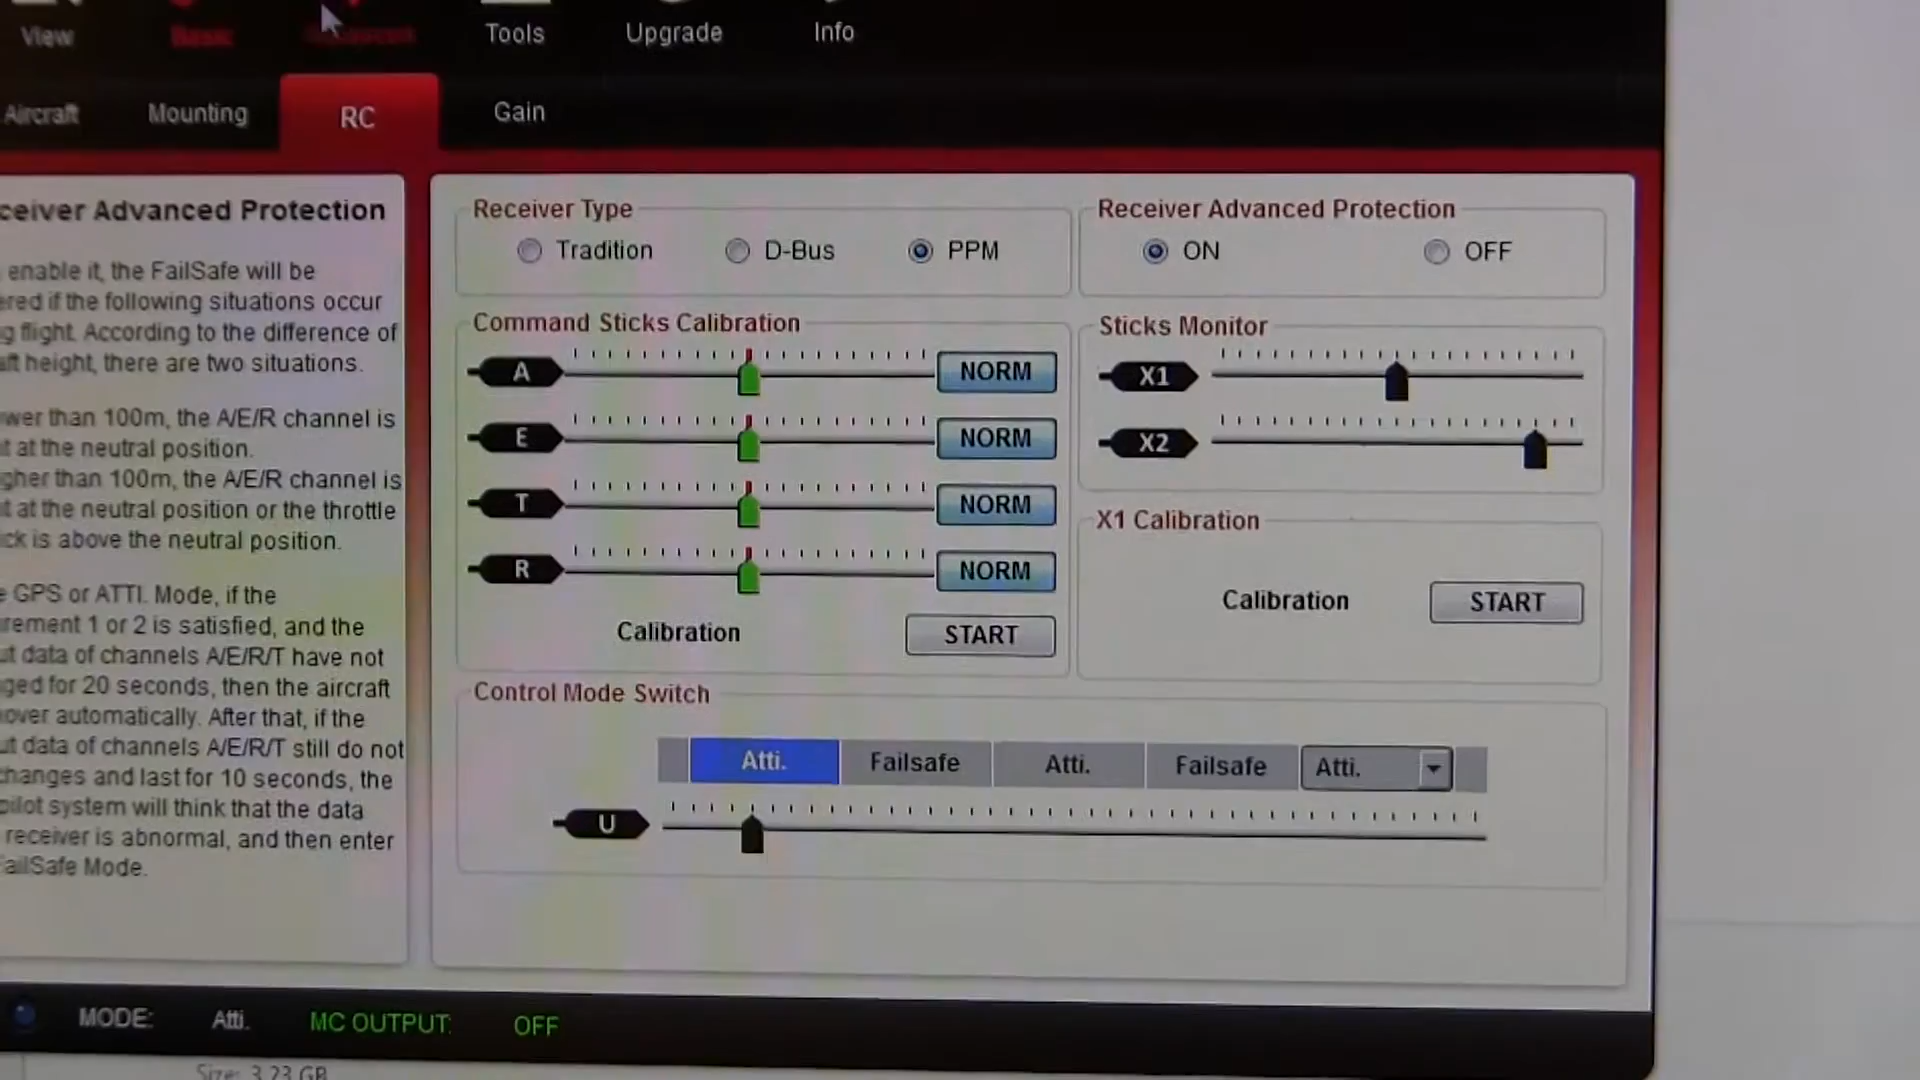 View Basic Tools Upgrade Info
Aircraft Mounting RC Gain
ceiver Advanced Protection
enable it, the FailSafe will be
ered if the following situations occur
g flight. According to the difference of
aft height, there are two situations.
wer than 100m, the A/E/R channel is
t at the neutral position.
gher than 100m, the A/E/R channel is
t at the neutral position or the throttle
ck is above the neutral position.
e GPS or ATTI. Mode, if the
rement 1 or 2 is satisfied, and the
ut data of channels A/E/R/T have not
ged for 20 seconds, then the aircraft
over automatically. After that, if the
ut data of channels A/E/R/T still do not
changes and last for 10 seconds, the
pilot system will think that the data
receiver is abnormal, and then enter
FailSafe Mode.
Receiver Type
Tradition D-Bus PPM
Receiver Advanced Protection
ON OFF
Command Sticks Calibration
A NORM
E NORM
T NORM
R NORM
Calibration START
Sticks Monitor
X1
X2
X1 Calibration
Calibration START
Control Mode Switch
Atti. Failsafe Atti. Failsafe Atti.
U
MODE: Atti. MC OUTPUT: OFF
Size: 3.23 GB